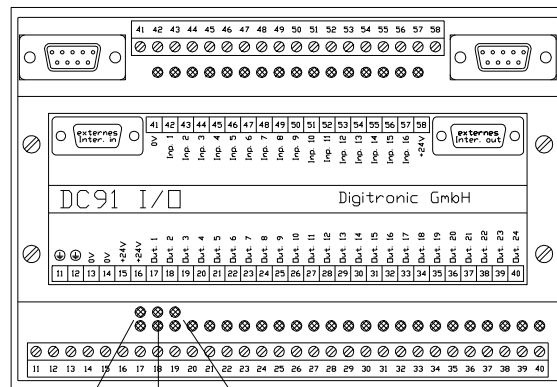 41 42 43 44 45 46 47 48 49 50 51 52 53 54 55 56 57 58
externes
Inter. in
41 42 43 44 45 46 47 48 49 50 51 52 53 54 55 56 57 58
externes
Inter. out
0V Inp. 1 Inp. 2 Inp. 3 Inp. 4 Inp. 5 Inp. 6 Inp. 7 Inp. 8 Inp. 9 Inp. 10 Inp. 11 Inp. 12 Inp. 13 Inp. 14 Inp. 15 Inp. 16 +24V
DC91 I/O
Digitronic GmbH
0V 0V +24V +24V Out. 1 Out. 2 Out. 3 Out. 4 Out. 5 Out. 6 Out. 7 Out. 8 Out. 9 Out. 10 Out. 11 Out. 12 Out. 13 Out. 14 Out. 15 Out. 16 Out. 17 Out. 18 Out. 19 Out. 20 Out. 21 Out. 22 Out. 23 Out. 24
11 12 13 14 15 16 17 18 19 20 21 22 23 24 25 26 27 28 29 30 31 32 33 34 35 36 37 38 39 40
11 12 13 14 15 16 17 18 19 20 21 22 23 24 25 26 27 28 29 30 31 32 33 34 35 36 37 38 39 40